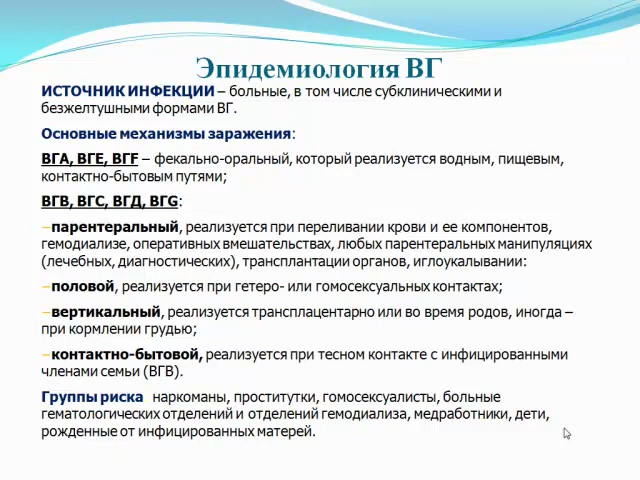 Эпидемиология ВГ
ИСТОЧНИК ИНФЕКЦИИ – больные, в том числе субклиническими и
безжелтушными формами ВГ.
Основные механизмы заражения:
ВГА, ВГЕ, ВГF – фекально-оральный, который реализуется водным, пищевым,
контактно-бытовым путями;
ВГВ, ВГС, ВГД, ВГG:
–парентеральный, реализуется при переливании крови и ее компонентов,
гемодиализе, оперативных вмешательствах, любых парентеральных манипуляциях
(лечебных, диагностических), трансплантации органов, иглоукалывании:
–половой, реализуется при гетеро- или гомосексуальных контактах;
–вертикальный, реализуется трансплацентарно или во время родов, иногда –
при кормлении грудью;
–контактно-бытовой, реализуется при тесном контакте с инфицированными
членами семьи (ВГВ).
Группы риска наркоманы, проститутки, гомосексуалисты, больные
гематологических отделений и отделений гемодиализа, медработники, дети,
рожденные от инфицированных матерей.